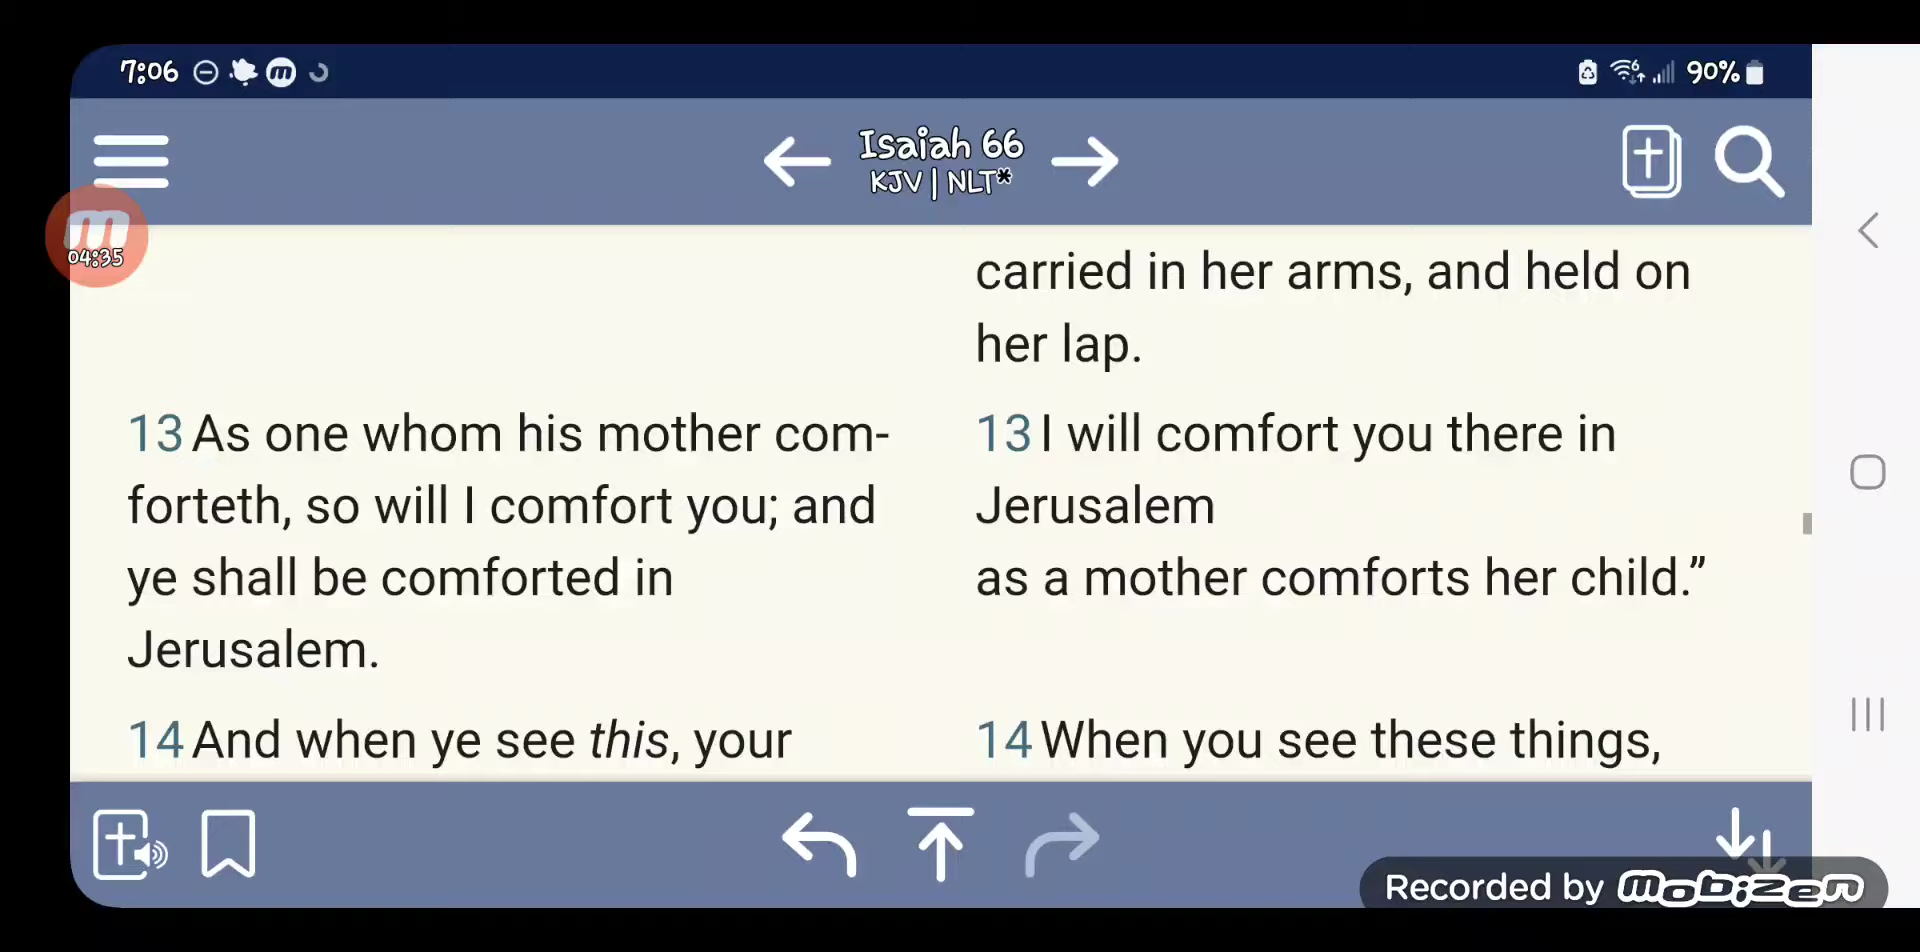 7:06
90%
Isaiah 66
KJV | NLT*
04:35
carried in her arms, and held on
her lap.
13 As one whom his mother com-
forteth, so will I comfort you; and
ye shall be comforted in
Jerusalem.
14 And when ye see this, your
13 I will comfort you there in
Jerusalem
as a mother comforts her child.”
14 When you see these things,
Recorded by Mobizen